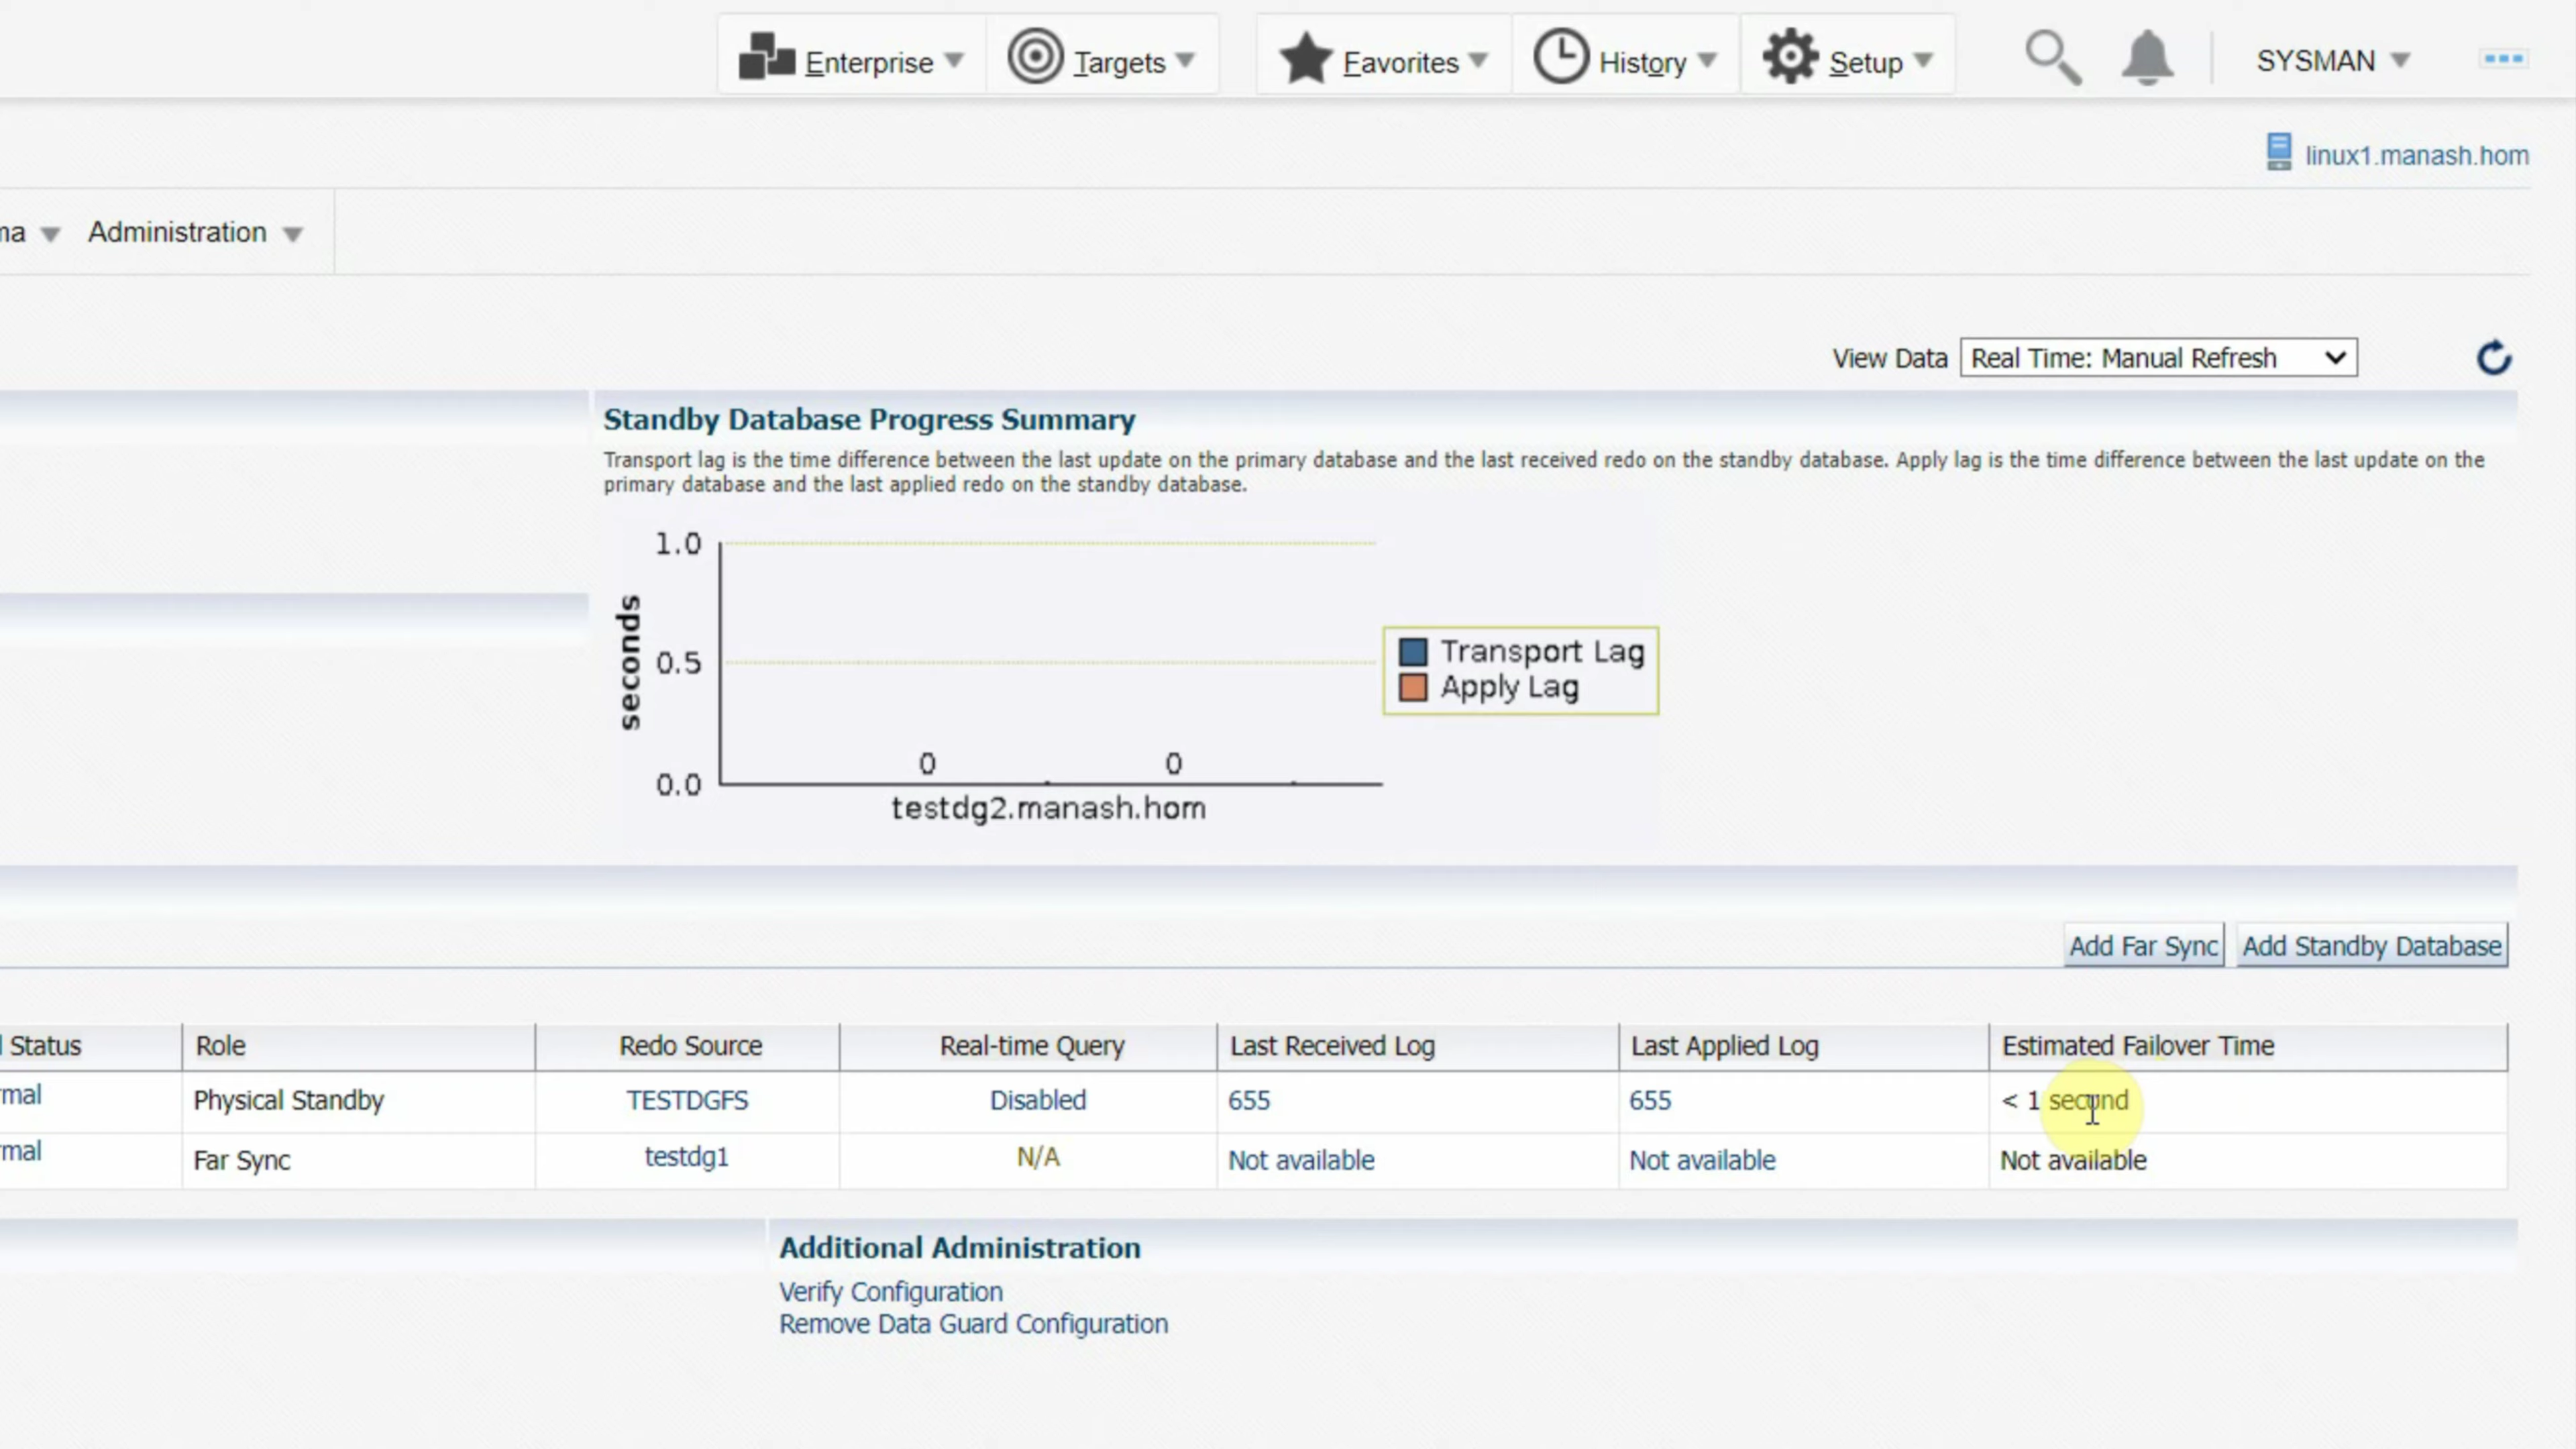 Enterprise Targets Favorites History Setup SYSMAN
linux1.manash.hom
ma Administration
View Data Real Time: Manual Refresh
Standby Database Progress Summary
Transport lag is the time difference between the last update on the primary database and the last received redo on the standby database. Apply lag is the time difference between the last update on the
primary database and the last applied redo on the standby database.
1.0
0.5
0.0
seconds
0 0
testdg2.manash.hom
Transport Lag
Apply Lag
Add Far Sync Add Standby Database
Status Role Redo Source Real-time Query Last Received Log Last Applied Log Estimated Failover Time
rmal Physical Standby TESTDGFS Disabled 655 655 < 1 second
rmal Far Sync testdg1 N/A Not available Not available Not available
Additional Administration
Verify Configuration
Remove Data Guard Configuration